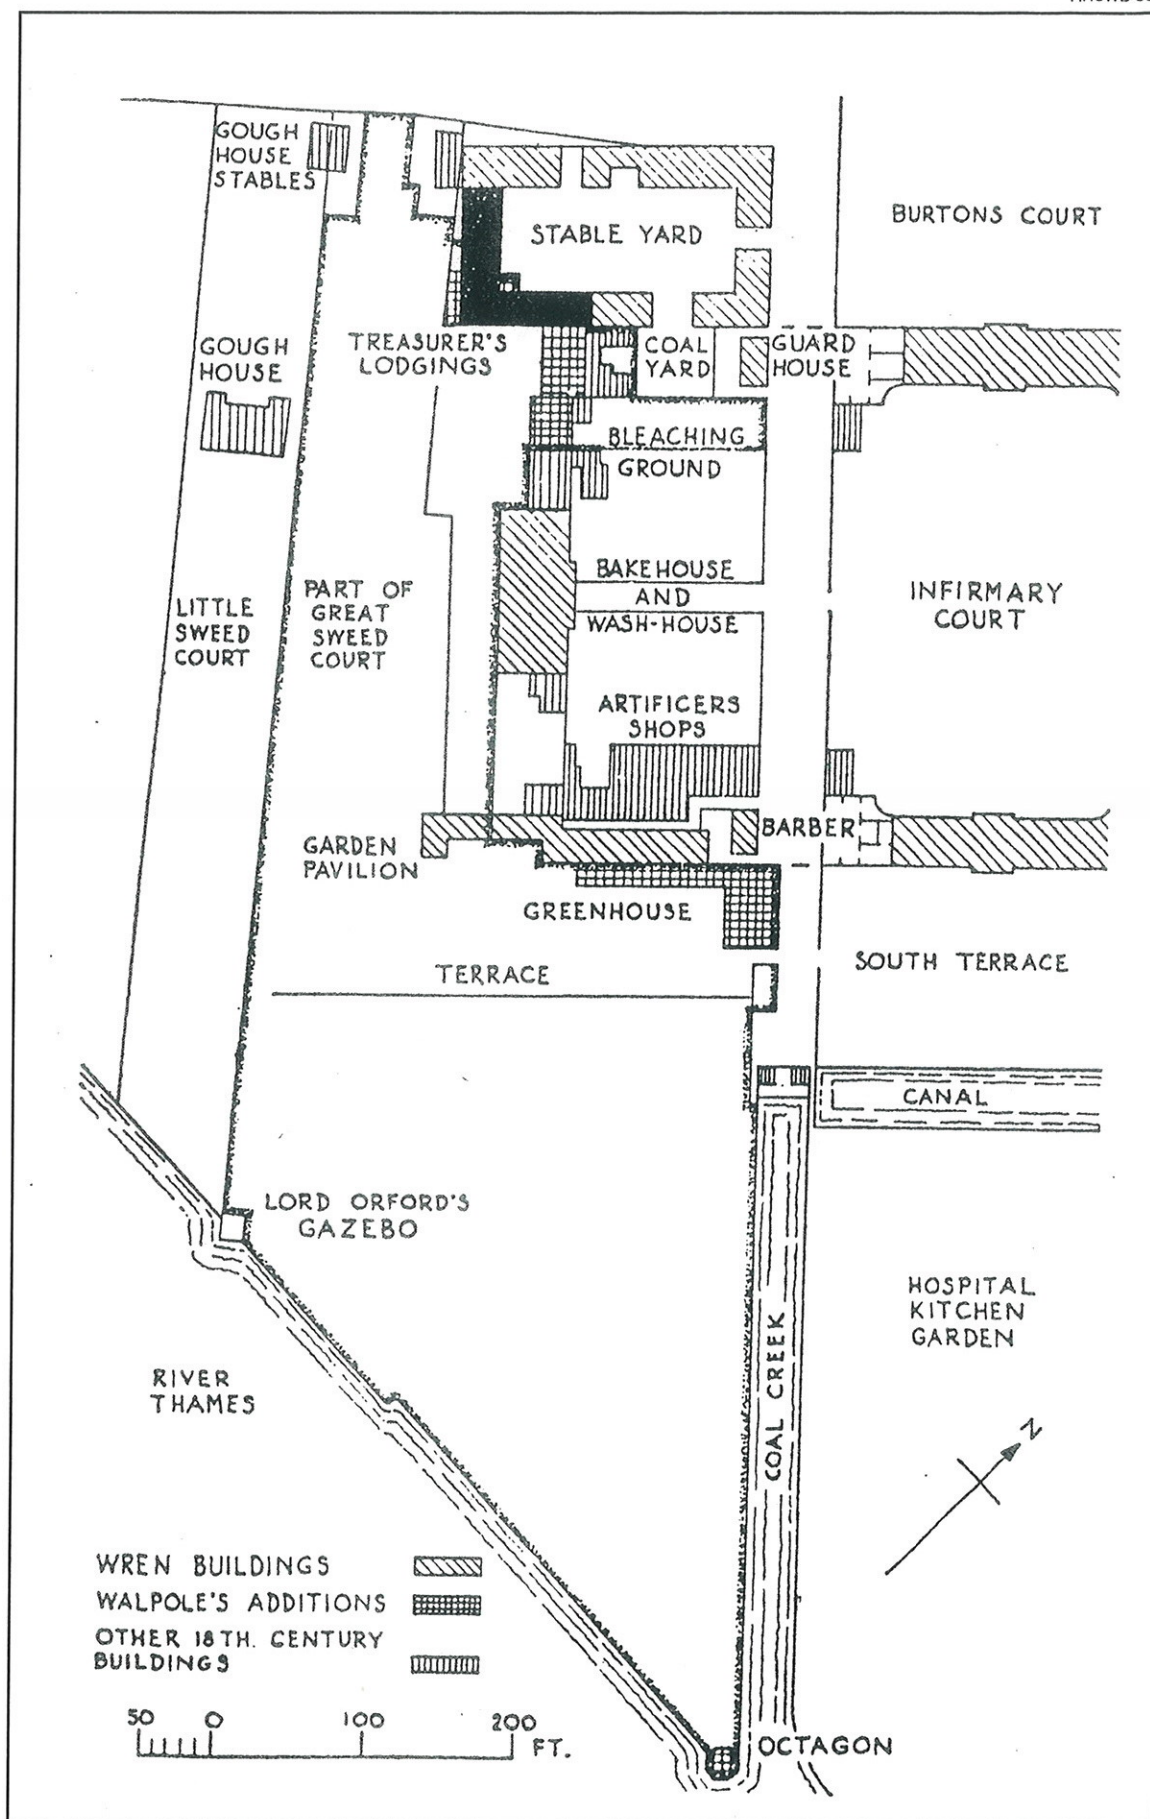 GOUGH
HOUSE
STABLES
STABLE YARD
BURTONS COURT
GOUGH
HOUSE
TREASURER'S
LODGINGS
COAL
YARD
GUARD
HOUSE
BLEACHING
GROUND
BAKEHOUSE
AND
WASH-HOUSE
INFIRMARY
COURT
LITTLE
SWEED
COURT
PART OF
GREAT
SWEED
COURT
ARTIFICERS
SHOPS
GARDEN
PAVILION
BARBER
GREENHOUSE
TERRACE
SOUTH TERRACE
CANAL
LORD ORFORD'S
GAZEBO
HOSPITAL
KITCHEN
GARDEN
COAL CREEK
RIVER
THAMES
N
WREN BUILDINGS
WALPOLE'S ADDITIONS
OTHER 18TH. CENTURY
BUILDINGS
50 0 100 200
FT.
OCTAGON